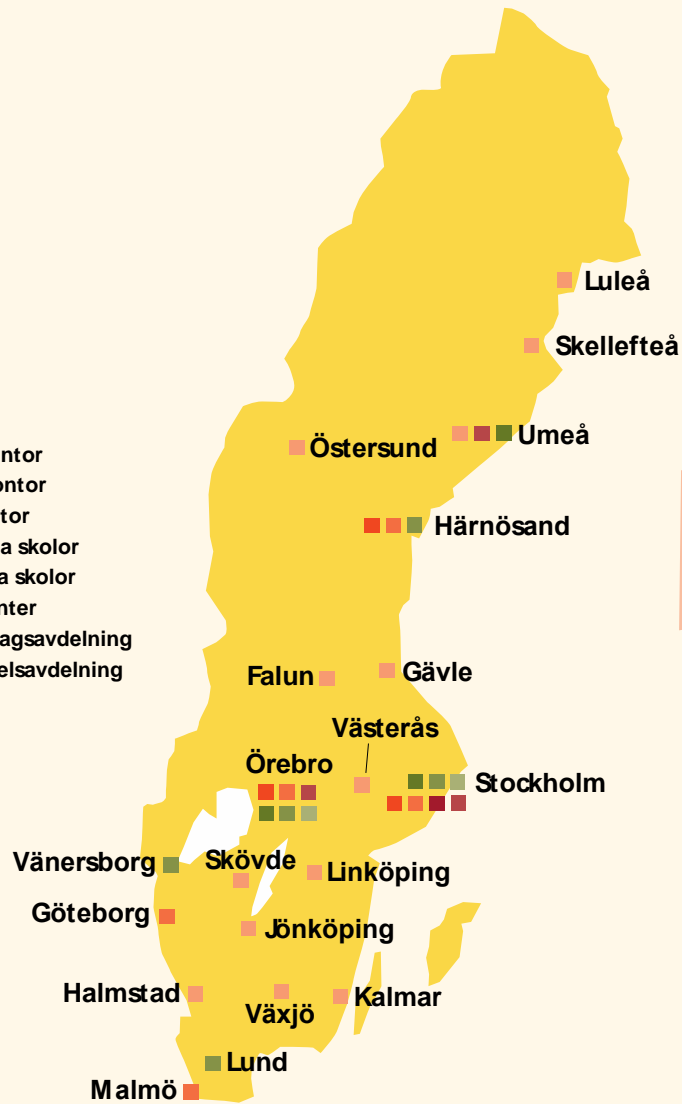 Luleå
Skellefteå
Umeå
Östersund
Härnösand
ntor
ontor
tor
a skolor
a skolor
nter
agsavdelning
elsavdelning
Falun
Gävle
Västerås
Örebro
Stockholm
Vänersborg
Skövde
Linköping
Göteborg
Jönköping
Halmstad
Växjö
Kalmar
Lund
Malmö